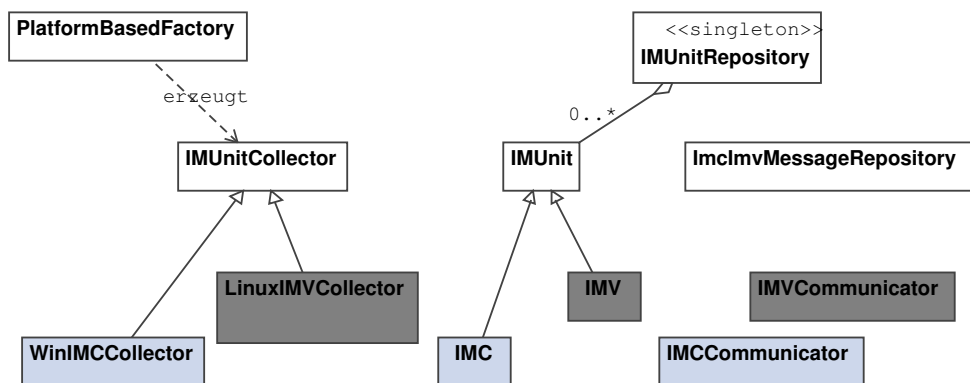 PlatformBasedFactory
<<singleton>>
IMUnitRepository
erzeugt
0..*
IMUnitCollector
IMUnit
ImcImvMessageRepository
LinuxIMVCollector
IMV
IMVCommunicator
WinIMCCollector
IMC
IMCCommunicator